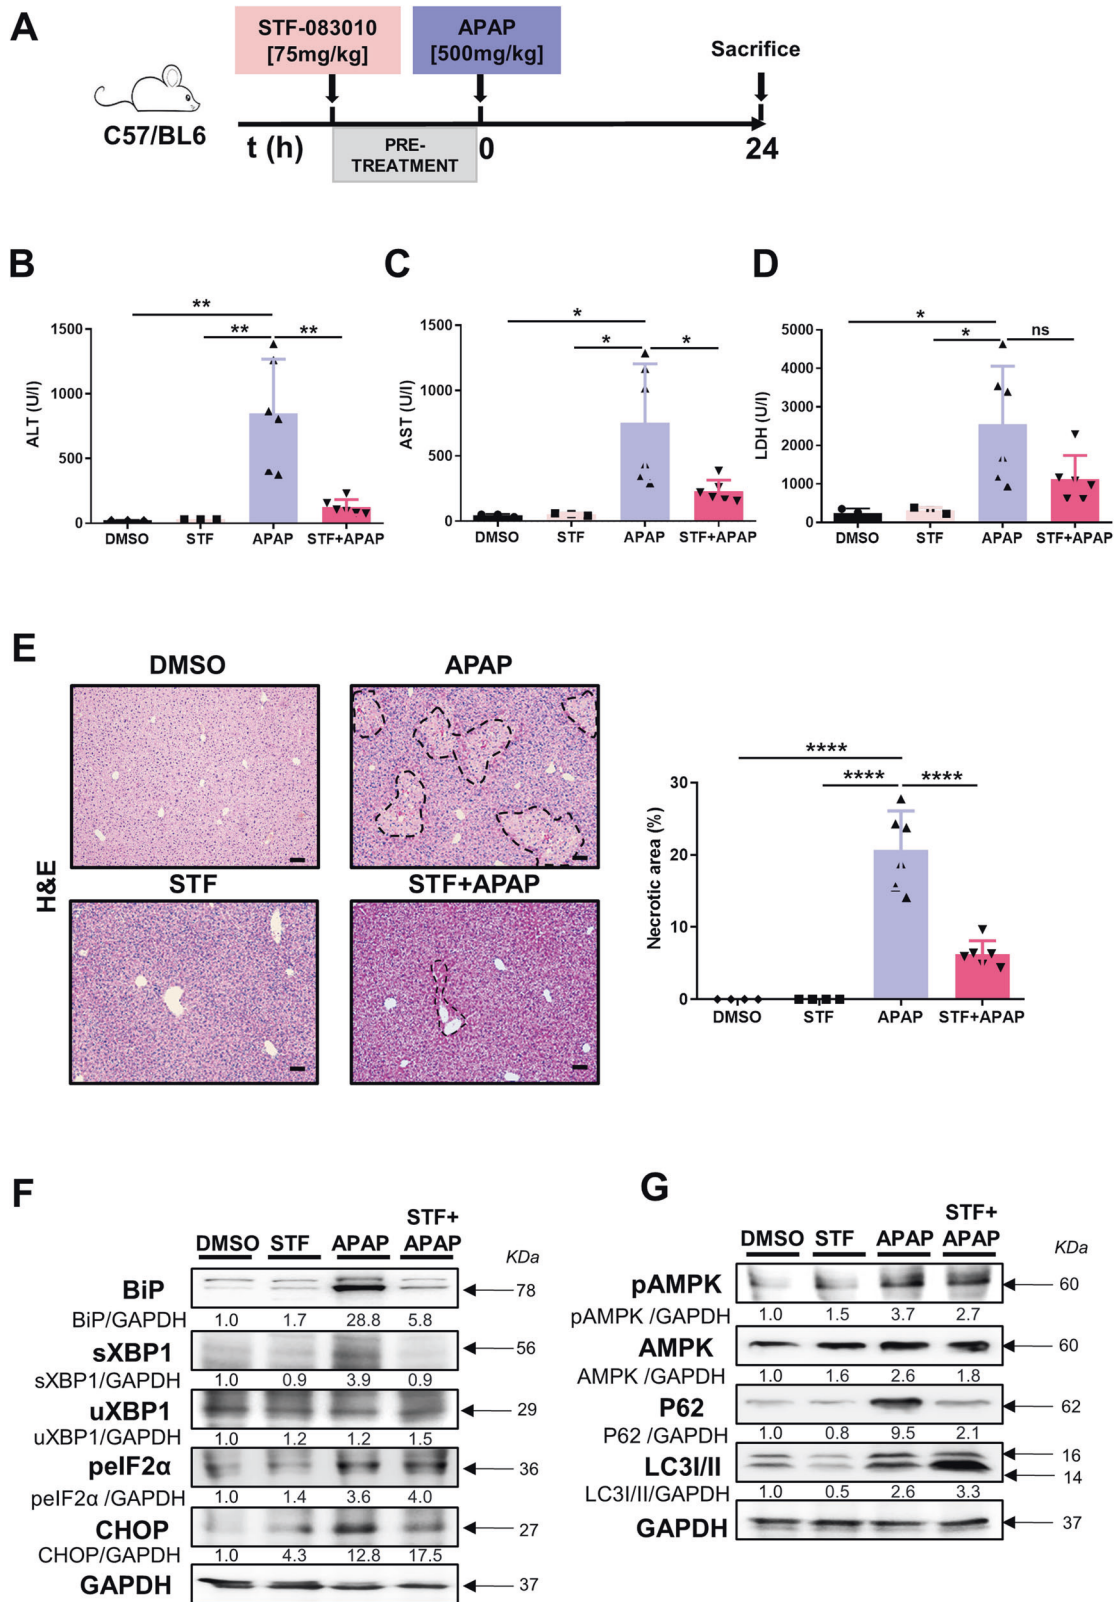 A
STF-083010
[75mg/kg]
APAP
[500mg/kg]
Sacrifice
C57/BL6
t (h)
PRE-
TREATMENT
0
24
B
**
**
**
1500
1000
500
0
ALT (U/l)
DMSO
STF
APAP
STF+APAP
C
*
*
*
1500
1000
500
0
AST (U/l)
DMSO
STF
APAP
STF+APAP
D
*
*
ns
5000
4000
3000
2000
1000
0
LDH (U/l)
DMSO
STF
APAP
STF+APAP
E
DMSO
APAP
STF
STF+APAP
H&E
****
****
****
30
20
10
0
Necrotic area (%)
DMSO
STF
APAP
STF+APAP
F
DMSO
STF
APAP
STF+
APAP
KDa
BiP
78
BiP/GAPDH
1.0 1.7 28.8 5.8
sXBP1
56
sXBP1/GAPDH
1.0 0.9 3.9 0.9
uXBP1
29
uXBP1/GAPDH
1.0 1.2 1.2 1.5
peIF2α
36
peIF2α /GAPDH
1.0 1.4 3.6 4.0
CHOP
27
CHOP/GAPDH
1.0 4.3 12.8 17.5
GAPDH
37
G
DMSO
STF
APAP
STF+
APAP
KDa
pAMPK
60
pAMPK /GAPDH
1.0 1.5 3.7 2.7
AMPK
60
AMPK /GAPDH
1.0 1.6 2.6 1.8
P62
62
P62 /GAPDH
1.0 0.8 9.5 2.1
LC3I/II
16
14
LC3I/II/GAPDH
1.0 0.5 2.6 3.3
GAPDH
37